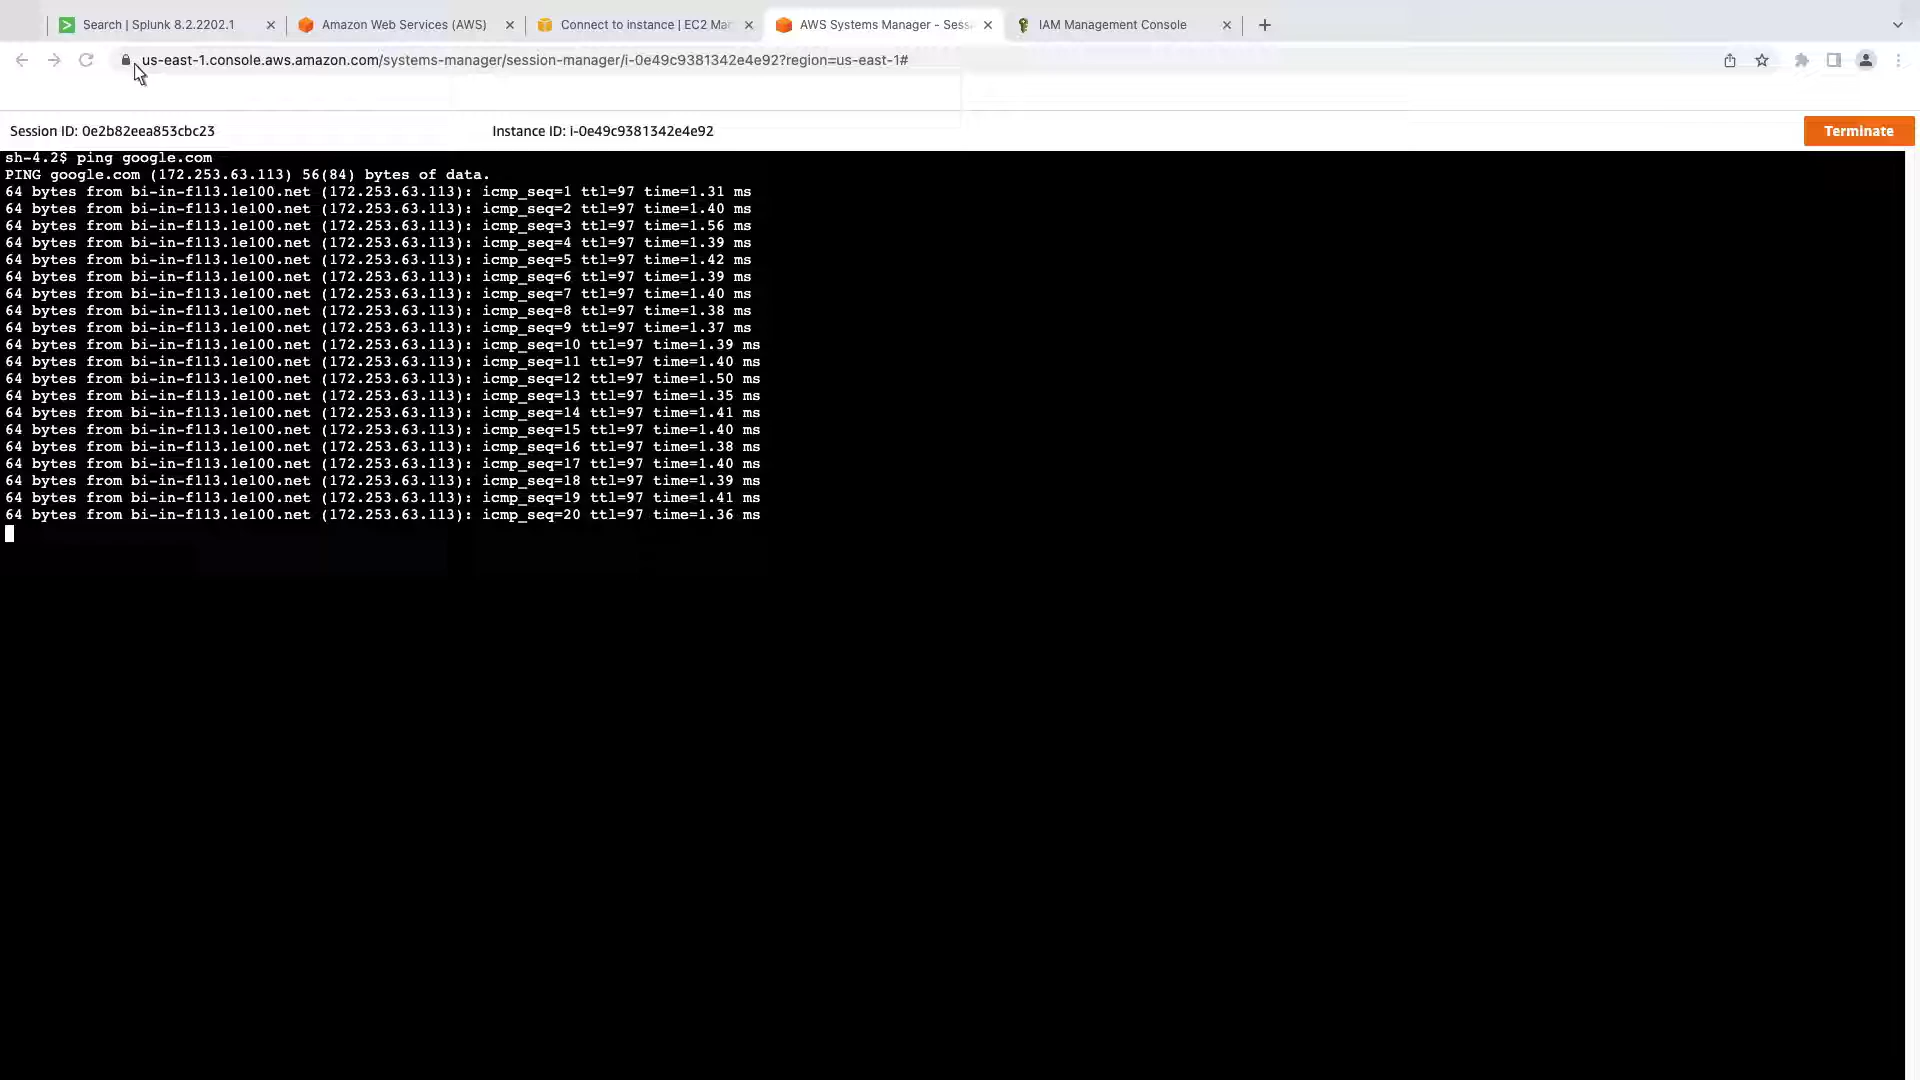 Search | Splunk 8.2.2202.1
Amazon Web Services (AWS)
Connect to instance | EC2 Ma
AWS Systems Manager - Sess
IAM Management Console
us-east-1.console.aws.amazon.com/systems-manager/session-manager/i-0e49c9381342e4e92?region=us-east-1#
Session ID: 0e2b82eea853cbc23
Instance ID: i-0e49c9381342e4e92
Terminate
sh-4.2$ ping google.com
PING google.com (172.253.63.113) 56(84) bytes of data.
64 bytes from bi-in-f113.1e100.net (172.253.63.113): icmp_seq=1 ttl=97 time=1.31 ms
64 bytes from bi-in-f113.1e100.net (172.253.63.113): icmp_seq=2 ttl=97 time=1.40 ms
64 bytes from bi-in-f113.1e100.net (172.253.63.113): icmp_seq=3 ttl=97 time=1.56 ms
64 bytes from bi-in-f113.1e100.net (172.253.63.113): icmp_seq=4 ttl=97 time=1.39 ms
64 bytes from bi-in-f113.1e100.net (172.253.63.113): icmp_seq=5 ttl=97 time=1.42 ms
64 bytes from bi-in-f113.1e100.net (172.253.63.113): icmp_seq=6 ttl=97 time=1.39 ms
64 bytes from bi-in-f113.1e100.net (172.253.63.113): icmp_seq=7 ttl=97 time=1.40 ms
64 bytes from bi-in-f113.1e100.net (172.253.63.113): icmp_seq=8 ttl=97 time=1.38 ms
64 bytes from bi-in-f113.1e100.net (172.253.63.113): icmp_seq=9 ttl=97 time=1.37 ms
64 bytes from bi-in-f113.1e100.net (172.253.63.113): icmp_seq=10 ttl=97 time=1.39 ms
64 bytes from bi-in-f113.1e100.net (172.253.63.113): icmp_seq=11 ttl=97 time=1.40 ms
64 bytes from bi-in-f113.1e100.net (172.253.63.113): icmp_seq=12 ttl=97 time=1.50 ms
64 bytes from bi-in-f113.1e100.net (172.253.63.113): icmp_seq=13 ttl=97 time=1.35 ms
64 bytes from bi-in-f113.1e100.net (172.253.63.113): icmp_seq=14 ttl=97 time=1.41 ms
64 bytes from bi-in-f113.1e100.net (172.253.63.113): icmp_seq=15 ttl=97 time=1.40 ms
64 bytes from bi-in-f113.1e100.net (172.253.63.113): icmp_seq=16 ttl=97 time=1.38 ms
64 bytes from bi-in-f113.1e100.net (172.253.63.113): icmp_seq=17 ttl=97 time=1.40 ms
64 bytes from bi-in-f113.1e100.net (172.253.63.113): icmp_seq=18 ttl=97 time=1.39 ms
64 bytes from bi-in-f113.1e100.net (172.253.63.113): icmp_seq=19 ttl=97 time=1.41 ms
64 bytes from bi-in-f113.1e100.net (172.253.63.113): icmp_seq=20 ttl=97 time=1.36 ms